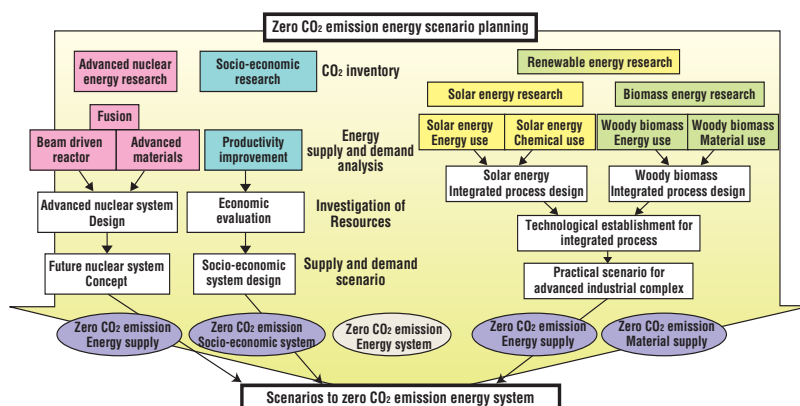 Zero CO₂ emission energy scenario planning
Advanced nuclear
energy research
Socio-economic
research
CO₂ inventory
Renewable energy research
Solar energy research
Biomass energy research
Fusion
Beam driven
reactor
Advanced
materials
Productivity
improvement
Energy
supply and demand
analysis
Solar energy
Energy use
Solar energy
Chemical use
Woody biomass
Energy use
Woody biomass
Material use
Advanced nuclear system
Design
Economic
evaluation
Investigation of
Resources
Solar energy
Integrated process design
Woody biomass
Integrated process design
Technological establishment for
integrated process
Future nuclear system
Concept
Socio-economic
system design
Supply and demand
scenario
Practical scenario for
advanced industrial complex
Zero CO₂ emission
Energy supply
Zero CO₂ emission
Socio-economic system
Zero CO₂ emission
Energy system
Zero CO₂ emission
Energy supply
Zero CO₂ emission
Material supply
Scenarios to zero CO₂ emission energy system